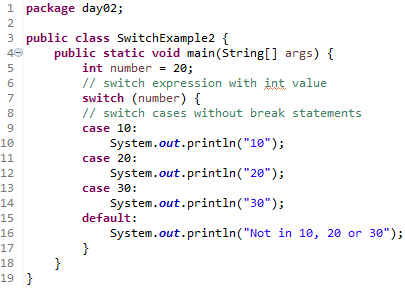 1 package day02;
2
3 public class SwitchExample2 {
4 public static void main(String[] args) {
5 int number = 20;
6 // switch expression with int value
7 switch (number) {
8 // switch cases without break statements
9 case 10:
10 System.out.println("10");
11 case 20:
12 System.out.println("20");
13 case 30:
14 System.out.println("30");
15 default:
16 System.out.println("Not in 10, 20 or 30");
17 }
18 }
19 }